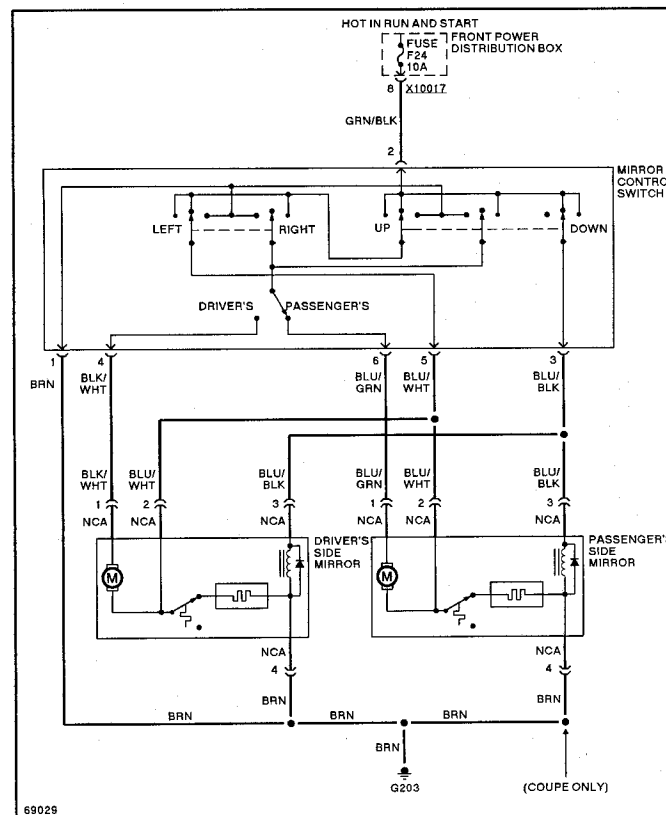 HOT IN RUN AND START
FUSE
F24
10A
FRONT POWER
DISTRIBUTION BOX
8 X10017
GRN/BLK
2
MIRROR
CONTRO
SWITCH
LEFT RIGHT UP DOWN
DRIVER'S PASSENGER'S
1 4 6 5 3
BRN BLK/
WHT BLU/
GRN BLU/
WHT BLU/
BLK
BLK/
WHT BLU/
WHT BLU/
BLK BLU/
GRN BLU/
WHT BLU/
BLK
1 2 3 1 2 3
NCA NCA NCA NCA NCA NCA
DRIVER'S
SIDE
MIRROR
PASSENGER'S
SIDE
MIRROR
M M
NCA NCA
4 4
BRN BRN
BRN BRN BRN
BRN
G203
(COUPE ONLY)
69029